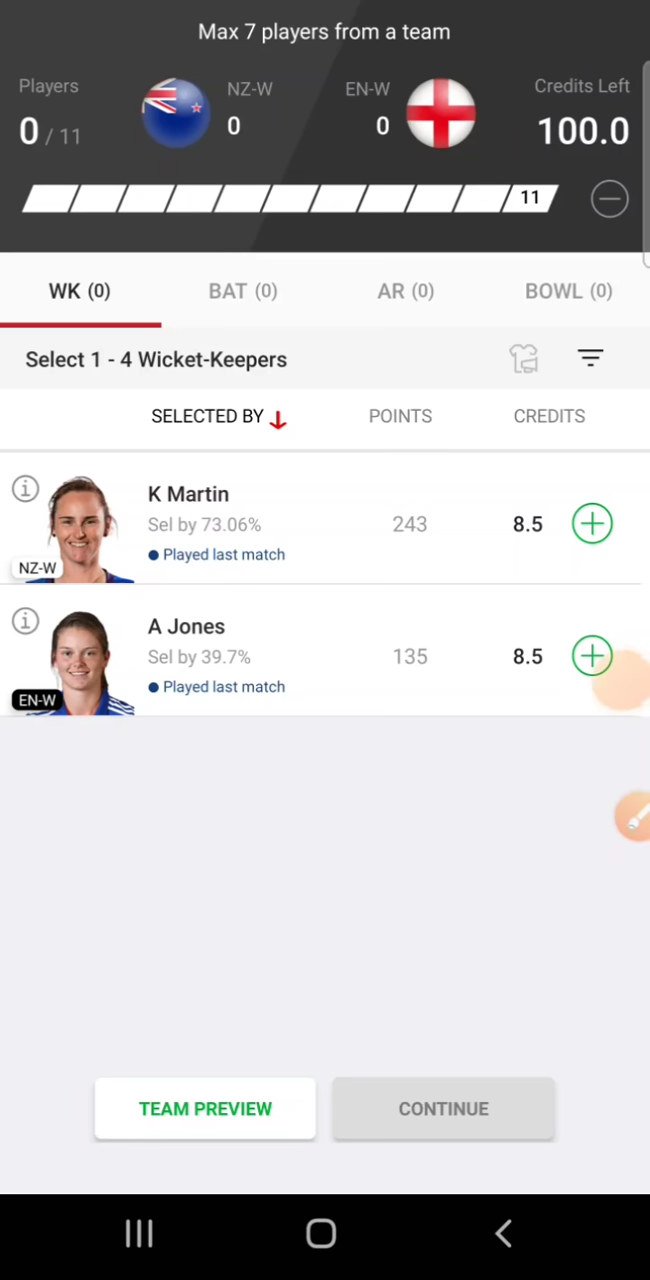 Max 7 players from a team
Players NZ-W EN-W Credits Left
0 / 11 0 0 100.0
11
WK (0) BAT (0) AR (0) BOWL (0)
Select 1 - 4 Wicket-Keepers
SELECTED BY POINTS CREDITS
K Martin
Sel by 73.06% 243 8.5
Played last match
NZ-W
A Jones
Sel by 39.7% 135 8.5
Played last match
EN-W
TEAM PREVIEW CONTINUE